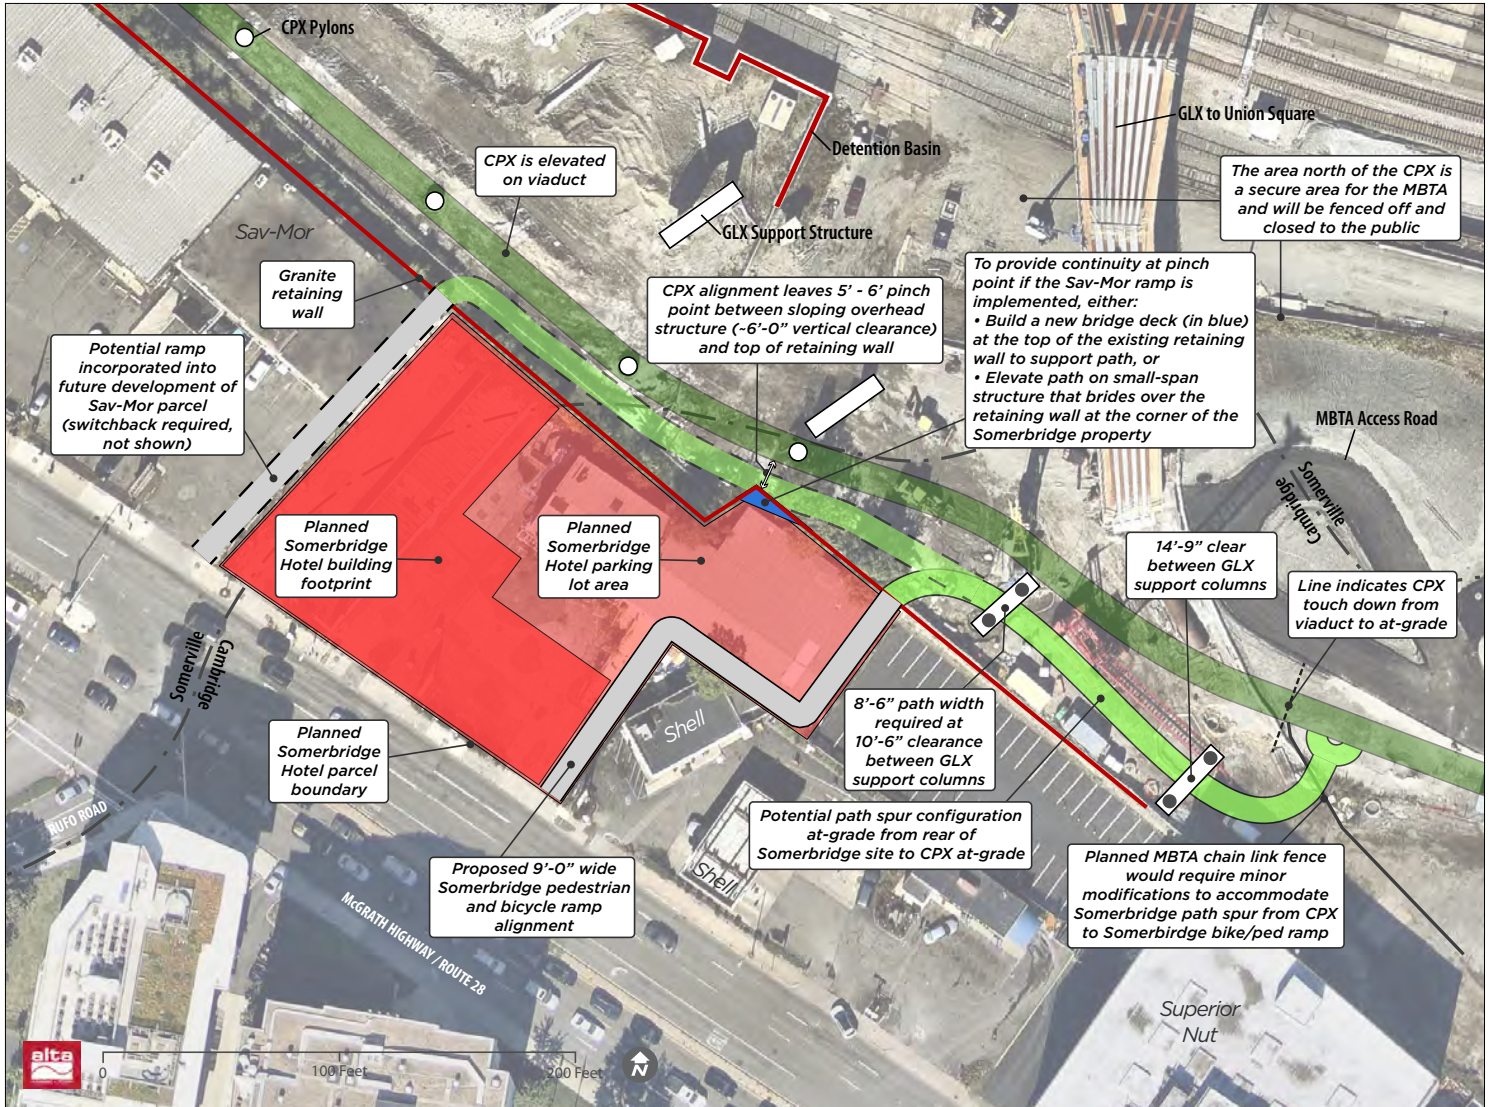 CPX Pylons
CPX is elevated
on viaduct
Sav-Mor
Granite
retaining
wall
Detention Basin
GLX Support Structure
GLX to Union Square
The area north of the CPX is
a secure area for the MBTA
and will be fenced off and
closed to the public
CPX alignment leaves 5' - 6' pinch
point between sloping overhead
structure (~6'-0" vertical clearance)
and top of retaining wall
To provide continuity at pinch
point if the Sav-Mor ramp is
implemented, either:
• Build a new bridge deck (in blue)
at the top of the existing retaining
wall to support path, or
• Elevate path on small-span
structure that brides over the
retaining wall at the corner of the
Somerbridge property
Potential ramp
incorporated into
future development of
Sav-Mor parcel
(switchback required,
not shown)
MBTA Access Road
Somerville
Cambridge
Planned
Somerbridge
Hotel building
footprint
Planned
Somerbridge
Hotel parking
lot area
14'-9" clear
between GLX
support columns
Line indicates CPX
touch down from
viaduct to at-grade
Somerville
Cambridge
Planned
Somerbridge
Hotel parcel
boundary
Shell
8'-6" path width
required at
10'-6" clearance
between GLX
support columns
RUFO ROAD
Potential path spur configuration
at-grade from rear of
Somerbridge site to CPX at-grade
Shell
Proposed 9'-0" wide
Somerbridge pedestrian
and bicycle ramp
alignment
Planned MBTA chain link fence
would require minor
modifications to accommodate
Somerbridge path spur from CPX
to Somerbirdge bike/ped ramp
McGRATH HIGHWAY / ROUTE 28
Superior
Nut
alta
0
100 Feet
200 Feet
N